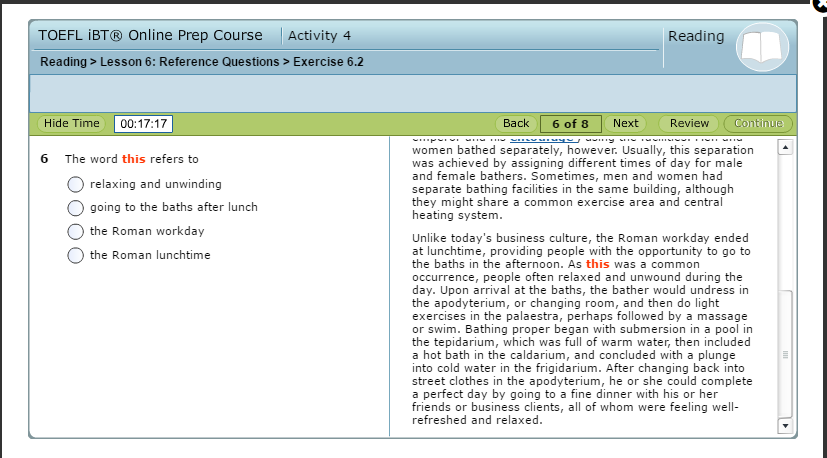 TOEFL iBT® Online Prep Course Activity 4 Reading
Reading > Lesson 6: Reference Questions > Exercise 6.2
Hide Time 00:17:17 Back 6 of 8 Next Review Continue
6 The word this refers to
relaxing and unwinding
going to the baths after lunch
the Roman workday
the Roman lunchtime
women bathed separately, however. Usually, this separation
was achieved by assigning different times of day for male
and female bathers. Sometimes, men and women had
separate bathing facilities in the same building, although
they might share a common exercise area and central
heating system.
Unlike today's business culture, the Roman workday ended
at lunchtime, providing people with the opportunity to go to
the baths in the afternoon. As this was a common
occurrence, people often relaxed and unwound during the
day. Upon arrival at the baths, the bather would undress in
the apodyterium, or changing room, and then do light
exercises in the palaestra, perhaps followed by a massage
or swim. Bathing proper began with submersion in a pool in
the tepidarium, which was full of warm water, then included
a hot bath in the caldarium, and concluded with a plunge
into cold water in the frigidarium. After changing back into
street clothes in the apodyterium, he or she could complete
a perfect day by going to a fine dinner with his or her
friends or business clients, all of whom were feeling well-
refreshed and relaxed.